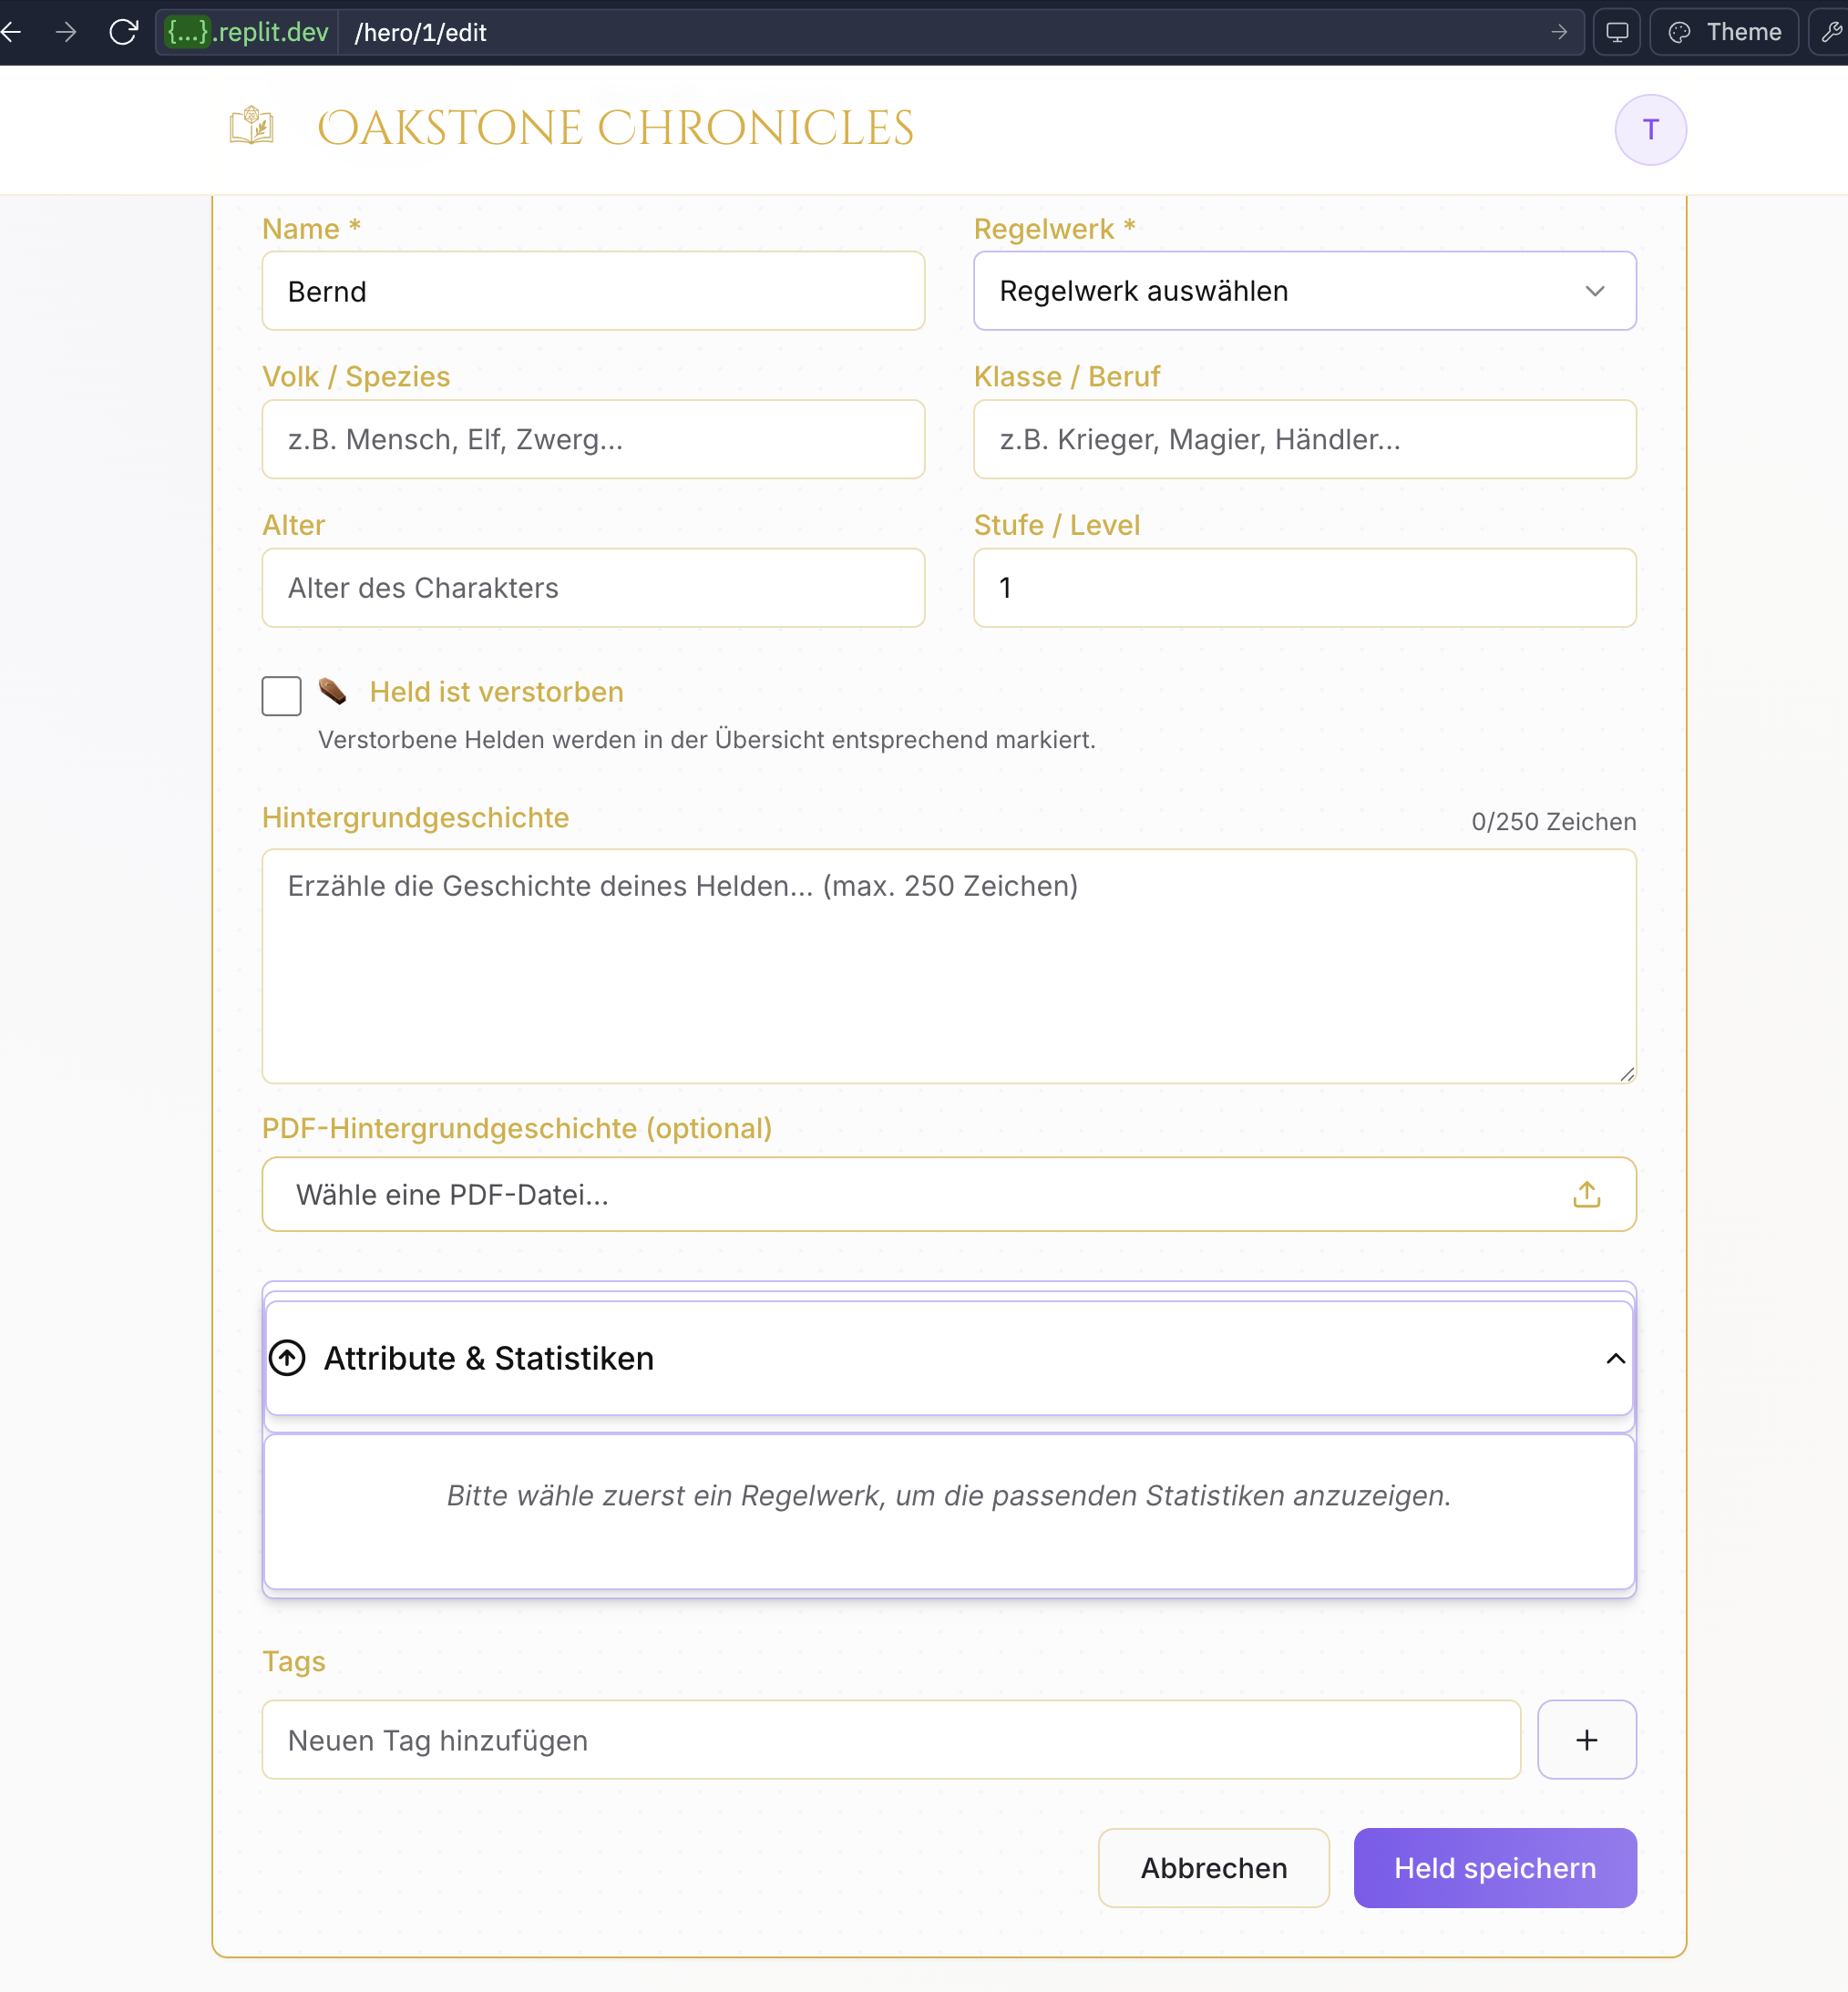 {...}.replit.dev /hero/1/edit Theme
OAKSTONE CHRONICLES
T
Name *
Regelwerk *
Bernd
Regelwerk auswählen
Volk / Spezies
Klasse / Beruf
z.B. Mensch, Elf, Zwerg...
z.B. Krieger, Magier, Händler...
Alter
Stufe / Level
Alter des Charakters
1
Held ist verstorben
Verstorbene Helden werden in der Übersicht entsprechend markiert.
Hintergrundgeschichte
0/250 Zeichen
Erzähle die Geschichte deines Helden... (max. 250 Zeichen)
PDF-Hintergrundgeschichte (optional)
Wähle eine PDF-Datei...
Attribute & Statistiken
Bitte wähle zuerst ein Regelwerk, um die passenden Statistiken anzuzeigen.
Tags
Neuen Tag hinzufügen
+
Abbrechen
Held speichern